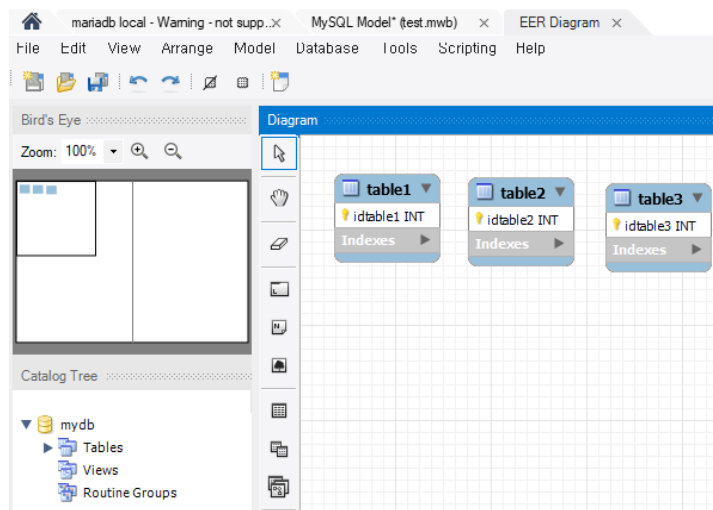 mariadb local - Warning - not supp..× MySQL Model* (test.mwb) × EER Diagram ×
File Edit View Arrange Model Database Tools Scripting Help
Bird's Eye
Zoom: 100%
Diagram
table1
idtable1 INT
Indexes
table2
idtable2 INT
Indexes
table3
idtable3 INT
Indexes
Catalog Tree
mydb
Tables
Views
Routine Groups